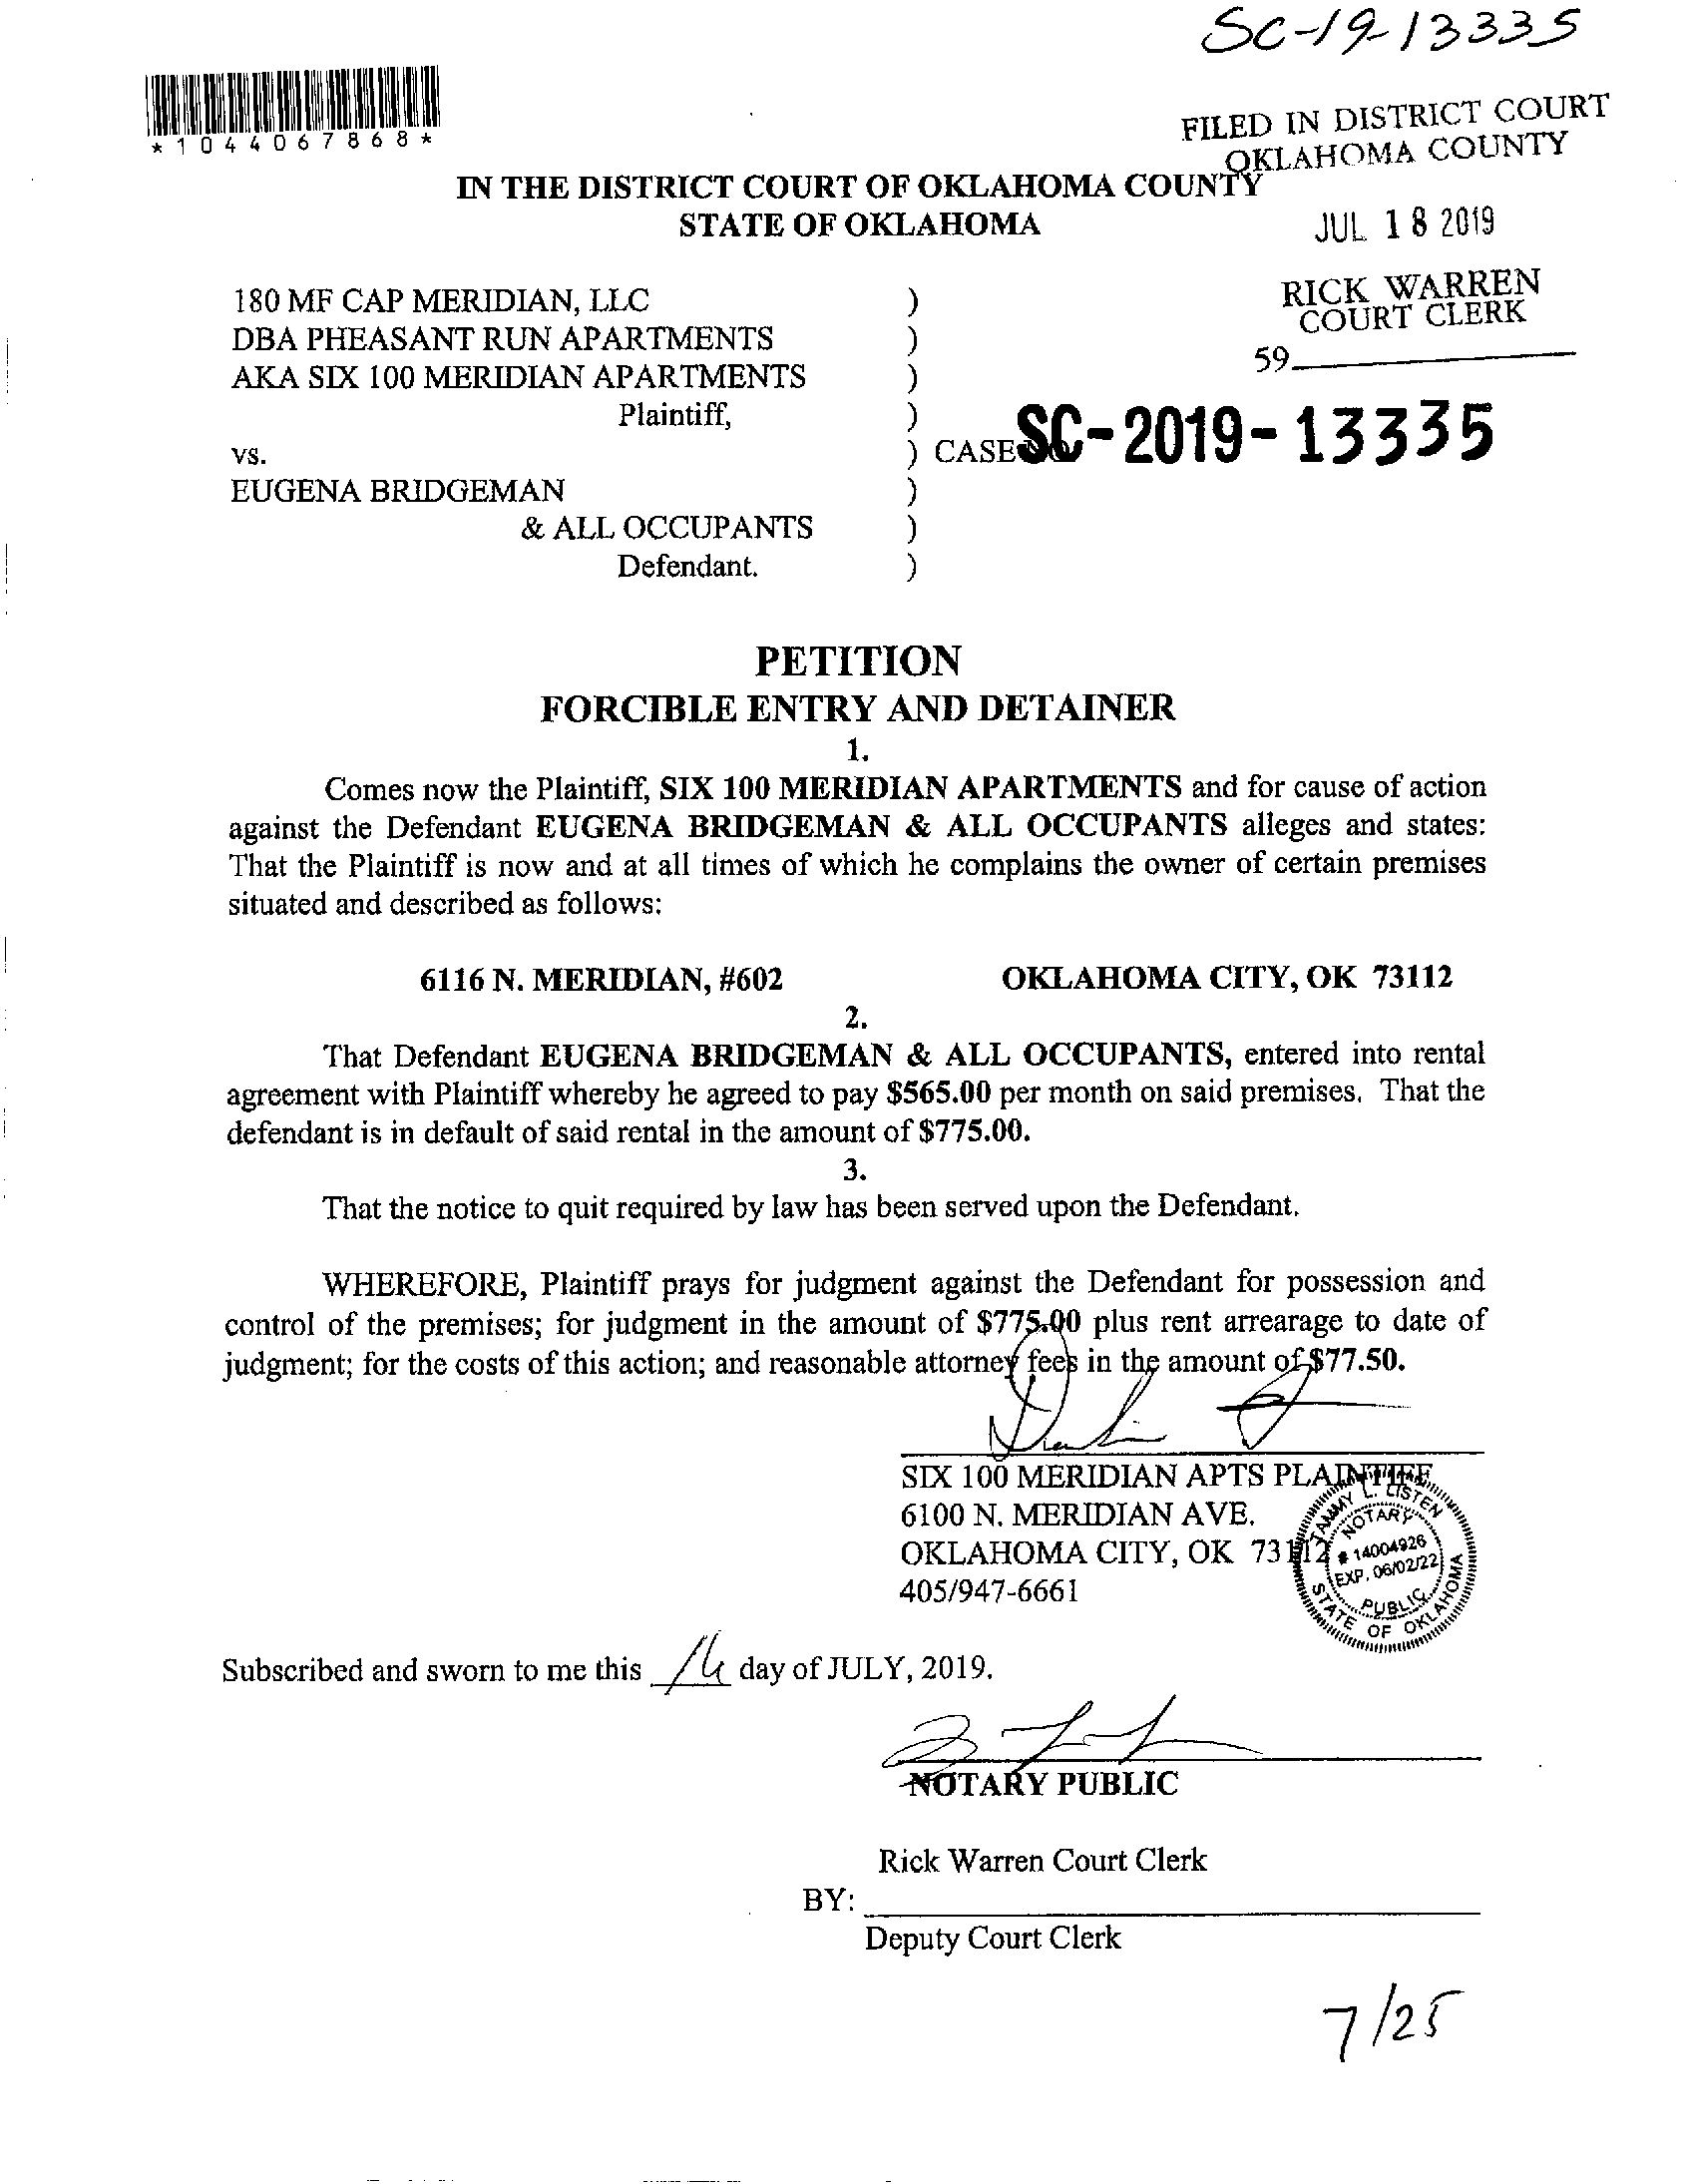 SC-19-13335
*1044067868*
FILED IN DISTRICT COURT
OKLAHOMA COUNTY
IN THE DISTRICT COURT OF OKLAHOMA COUNTY
STATE OF OKLAHOMA
JUL 18 2019
RICK WARREN
COURT CLERK
59
180 MF CAP MERIDIAN, LLC )
DBA PHEASANT RUN APARTMENTS )
AKA SIX 100 MERIDIAN APARTMENTS )
Plaintiff, )
vs. ) CASE NO. SC-2019-13335
EUGENA BRIDGEMAN )
& ALL OCCUPANTS )
Defendant. )
PETITION
FORCIBLE ENTRY AND DETAINER
1.
Comes now the Plaintiff, SIX 100 MERIDIAN APARTMENTS and for cause of action
against the Defendant EUGENA BRIDGEMAN & ALL OCCUPANTS alleges and states:
That the Plaintiff is now and at all times of which he complains the owner of certain premises
situated and described as follows:
6116 N. MERIDIAN, #602 OKLAHOMA CITY, OK 73112
2.
That Defendant EUGENA BRIDGEMAN & ALL OCCUPANTS, entered into rental
agreement with Plaintiff whereby he agreed to pay $565.00 per month on said premises. That the
defendant is in default of said rental in the amount of $775.00.
3.
That the notice to quit required by law has been served upon the Defendant.
WHEREFORE, Plaintiff prays for judgment against the Defendant for possession and
control of the premises; for judgment in the amount of $775.00 plus rent arrearage to date of
judgment; for the costs of this action; and reasonable attorney fees in the amount of $77.50.
SIX 100 MERIDIAN APTS PLAINTIFF
6100 N. MERIDIAN AVE.
OKLAHOMA CITY, OK 73112
405/947-6661
TAMMY L. LISTEN
NOTARY
# 14004926
EXP. 06/02/22
PUBLIC
STATE OF OKLAHOMA
Subscribed and sworn to me this day of JULY, 2019.
NOTARY PUBLIC
Rick Warren Court Clerk
BY:
Deputy Court Clerk
7/25